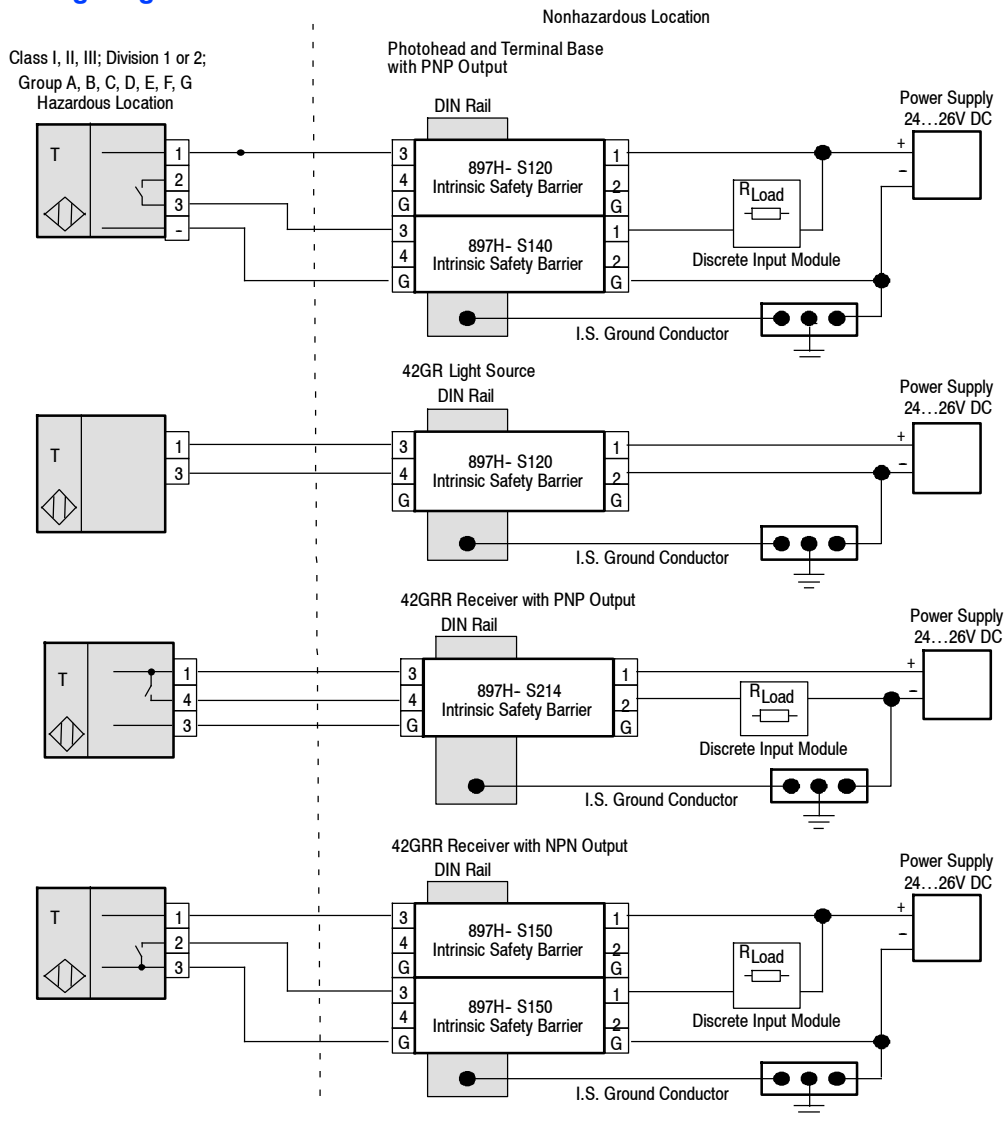 Nonhazardous Location
Class I, II, III; Division 1 or 2;
Group A, B, C, D, E, F, G
Hazardous Location
Photohead and Terminal Base
with PNP Output
DIN Rail
Power Supply
24...26V DC
T
1
2
3
-
3
4
G
897H- S120
Intrinsic Safety Barrier
1
2
G
3
4
G
897H- S140
Intrinsic Safety Barrier
1
2
G
RLoad
Discrete Input Module
+
-
I.S. Ground Conductor
42GR Light Source
DIN Rail
Power Supply
24...26V DC
T
1
3
3
4
G
897H- S120
Intrinsic Safety Barrier
1
2
G
+
-
I.S. Ground Conductor
42GRR Receiver with PNP Output
DIN Rail
Power Supply
24...26V DC
T
1
4
3
3
4
G
897H- S214
Intrinsic Safety Barrier
1
2
G
RLoad
Discrete Input Module
+
-
I.S. Ground Conductor
42GRR Receiver with NPN Output
DIN Rail
Power Supply
24...26V DC
T
1
2
3
3
4
G
897H- S150
Intrinsic Safety Barrier
1
2
G
3
4
G
897H- S150
Intrinsic Safety Barrier
1
2
G
RLoad
Discrete Input Module
+
-
I.S. Ground Conductor